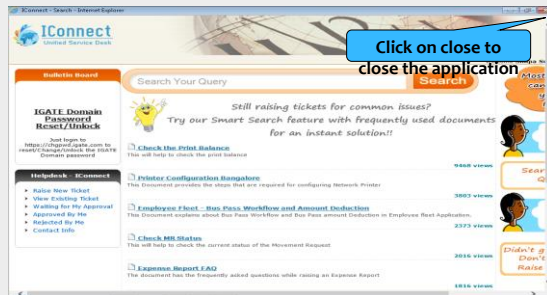 IConnect - Search - Internet Explorer
IConnect
Unified Service Desk
Click on close to
close the application
Bulletin Board
Search Your Query
Search
IGATE Domain
Password
Reset/Unlock
Just login to
https://chgpwd.igate.com to
reset/Change/Unlock the IGATE
Domain password
Still raising tickets for common issues?
Try our Smart Search feature with frequently used documents
for an instant solution!!
Check the Print Balance
This will help to check the print balance
9468 views
Helpdesk - IConnect
Raise New Ticket
View Existing Ticket
Waiting for My Approval
Approved By Me
Rejected By Me
Contact Info
Printer Configuration Bangalore
This Document provides the steps that are required for configuring Network Printer
3803 views
Employee Fleet - Bus Pass Workflow and Amount Deduction
This Document explains about Bus Pass Workflow and Bus Pass amount Deduction in Employee fleet Application.
2373 views
Check MR Status
This will help to check the current status of the Movement Request
2016 views
Expense Report FAQ
The document has the frequently asked questions while raising an Expense Report
1816 views
Most
can
Sear
Q
Didn't g
Don't
Raise